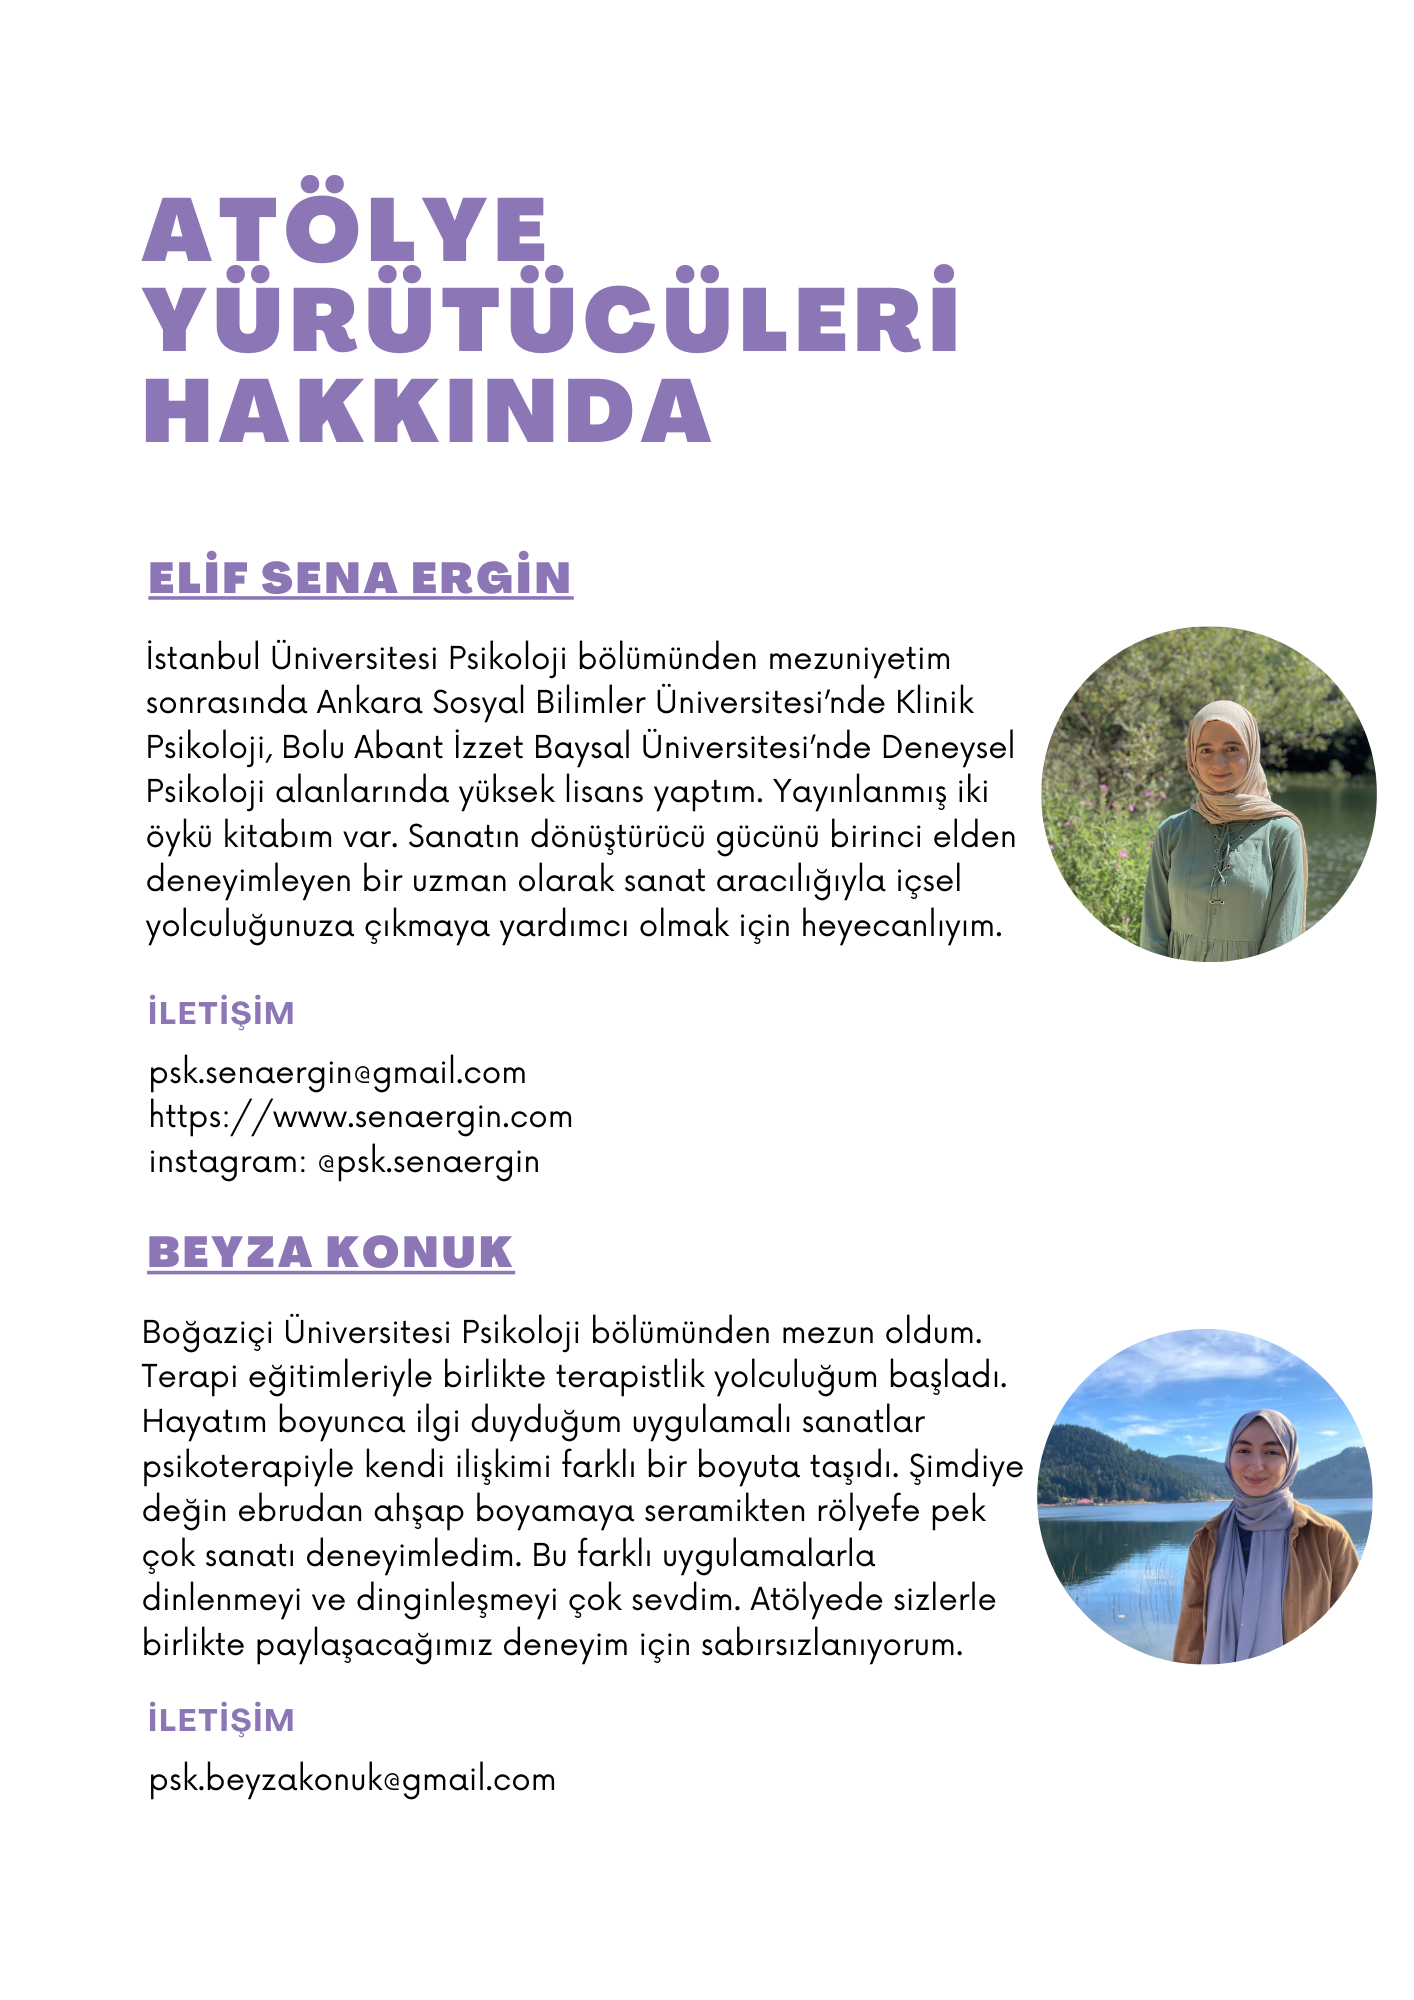 ATÖLYE
YÜRÜTÜCÜLERİ
HAKKINDA
ELİF SENA ERGİN
İstanbul Üniversitesi Psikoloji bölümünden mezuniyetim
sonrasında Ankara Sosyal Bilimler Üniversitesi’nde Klinik
Psikoloji, Bolu Abant İzzet Baysal Üniversitesi’nde Deneysel
Psikoloji alanlarında yüksek lisans yaptım. Yayınlanmış iki
öykü kitabım var. Sanatın dönüştürücü gücünü birinci elden
deneyimleyen bir uzman olarak sanat aracılığıyla içsel
yolculuğunuza çıkmaya yardımcı olmak için heyecanlıyım.
İLETİŞİM
psk.senaergin@gmail.com
https://www.senaergin.com
instagram: @psk.senaergin
BEYZA KONUK
Boğaziçi Üniversitesi Psikoloji bölümünden mezun oldum.
Terapi eğitimleriyle birlikte terapistlik yolculuğum başladı.
Hayatım boyunca ilgi duyduğum uygulamalı sanatlar
psikoterapiyle kendi ilişkimi farklı bir boyuta taşıdı. Şimdiye
değin ebrudan ahşap boyamaya seramikten rölyefe pek
çok sanatı deneyimledim. Bu farklı uygulamalarla
dinlenmeyi ve dinginleşmeyi çok sevdim. Atölyede sizlerle
birlikte paylaşacağımız deneyim için sabırsızlanıyorum.
İLETİŞİM
psk.beyzakonuk@gmail.com